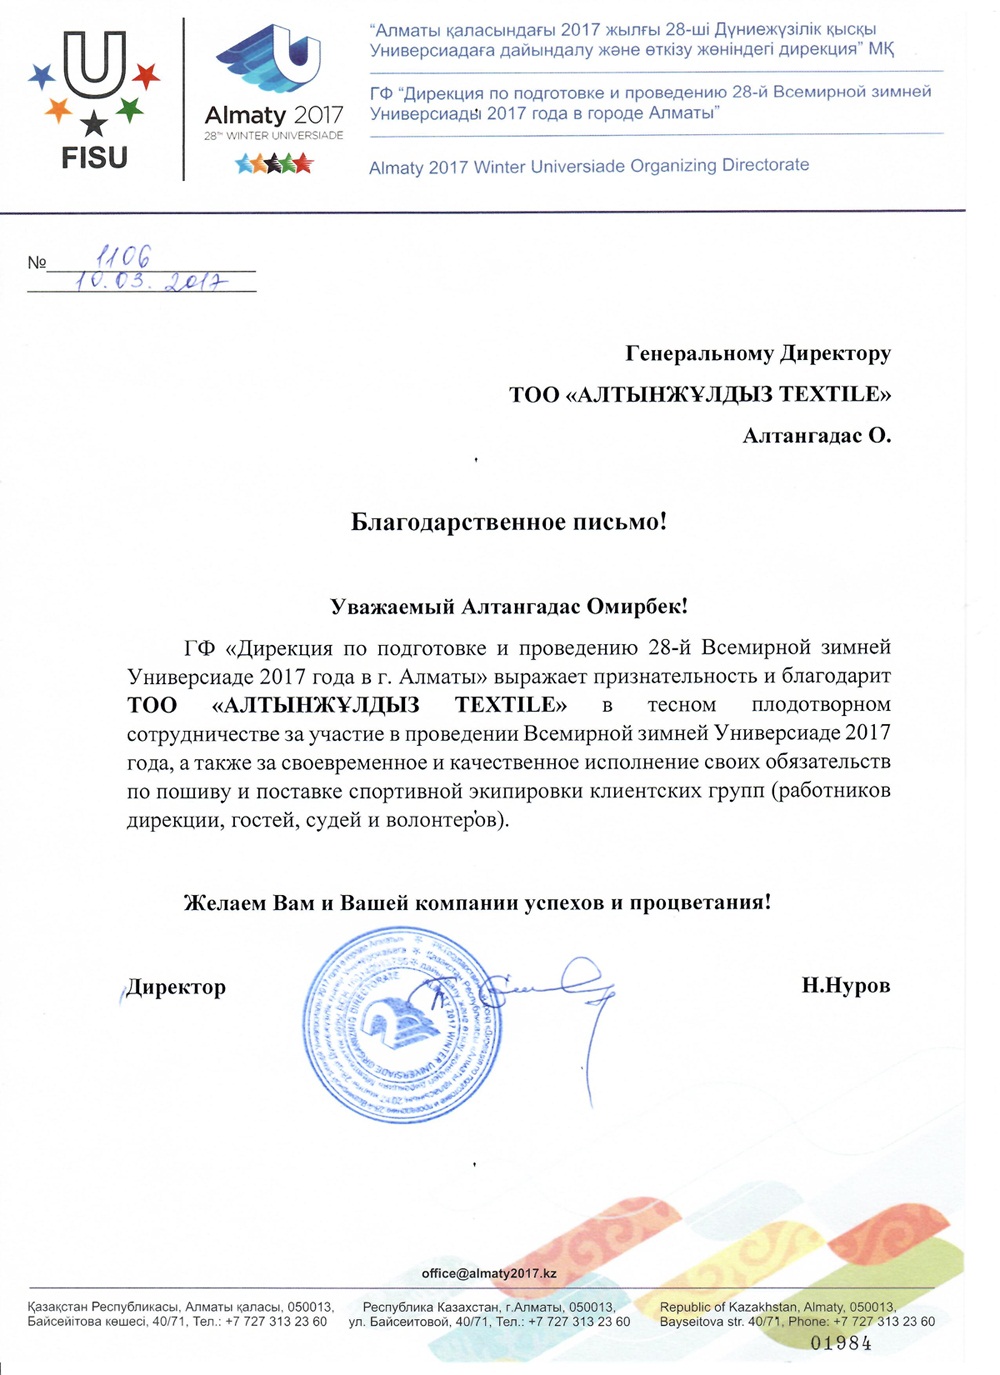 U
FISU
Almaty 2017
28TH WINTER UNIVERSIADE
“Алматы қаласындағы 2017 жылғы 28-ші Дүниежүзілік қысқы
Универсиадаға дайындалу және өткізу жөніндегі дирекция” МҚ
ГФ “Дирекция по подготовке и проведению 28-й Всемирной зимней
Универсиады 2017 года в городе Алматы”
Almaty 2017 Winter Universiade Organizing Directorate
№ 1106
10.03.2017
Генеральному Директору
ТОО «АЛТЫНЖҰЛДЫЗ TEXTILE»
Алтангадас О.
Благодарственное письмо!
Уважаемый Алтангадас Омирбек!
ГФ «Дирекция по подготовке и проведению 28-й Всемирной зимней
Универсиаде 2017 года в г. Алматы» выражает признательность и благодарит
ТОО «АЛТЫНЖҰЛДЫЗ TEXTILE» в тесном плодотворном
сотрудничестве за участие в проведении Всемирной зимней Универсиаде 2017
года, а также за своевременное и качественное исполнение своих обязательств
по пошиву и поставке спортивной экипировки клиентских групп (работников
дирекции, гостей, судей и волонтеров).
Желаем Вам и Вашей компании успехов и процветания!
Директор
Н.Нуров
ALMATY 2017 WINTER UNIVERSIADE ORGANIZING DIRECTORATE
office@almaty2017.kz
Қазақстан Республикасы, Алматы қаласы, 050013,
Байсейітова көшесі, 40/71, Тел.: +7 727 313 23 60
Республика Казахстан, г.Алматы, 050013,
ул. Байсеитовой, 40/71, Тел.: +7 727 313 23 60
Republic of Kazakhstan, Almaty, 050013,
Bayseitova str. 40/71, Phone: +7 727 313 23 60
01984